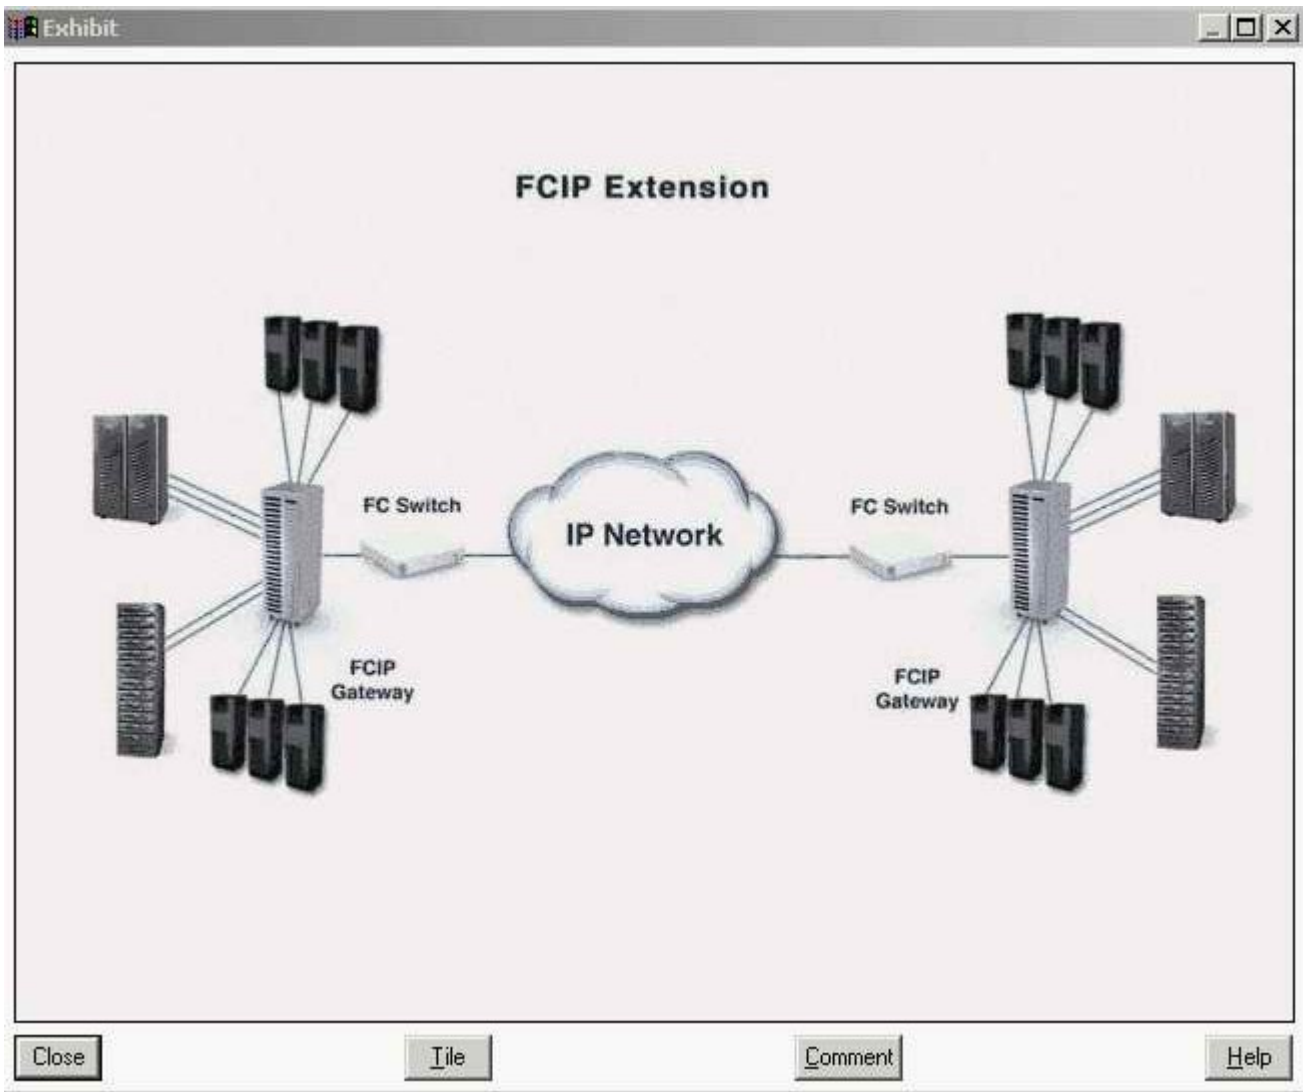 Exhibit
FCIP Extension
FC Switch
IP Network
FC Switch
FCIP
Gateway
FCIP
Gateway
Close
Tile
Comment
Help